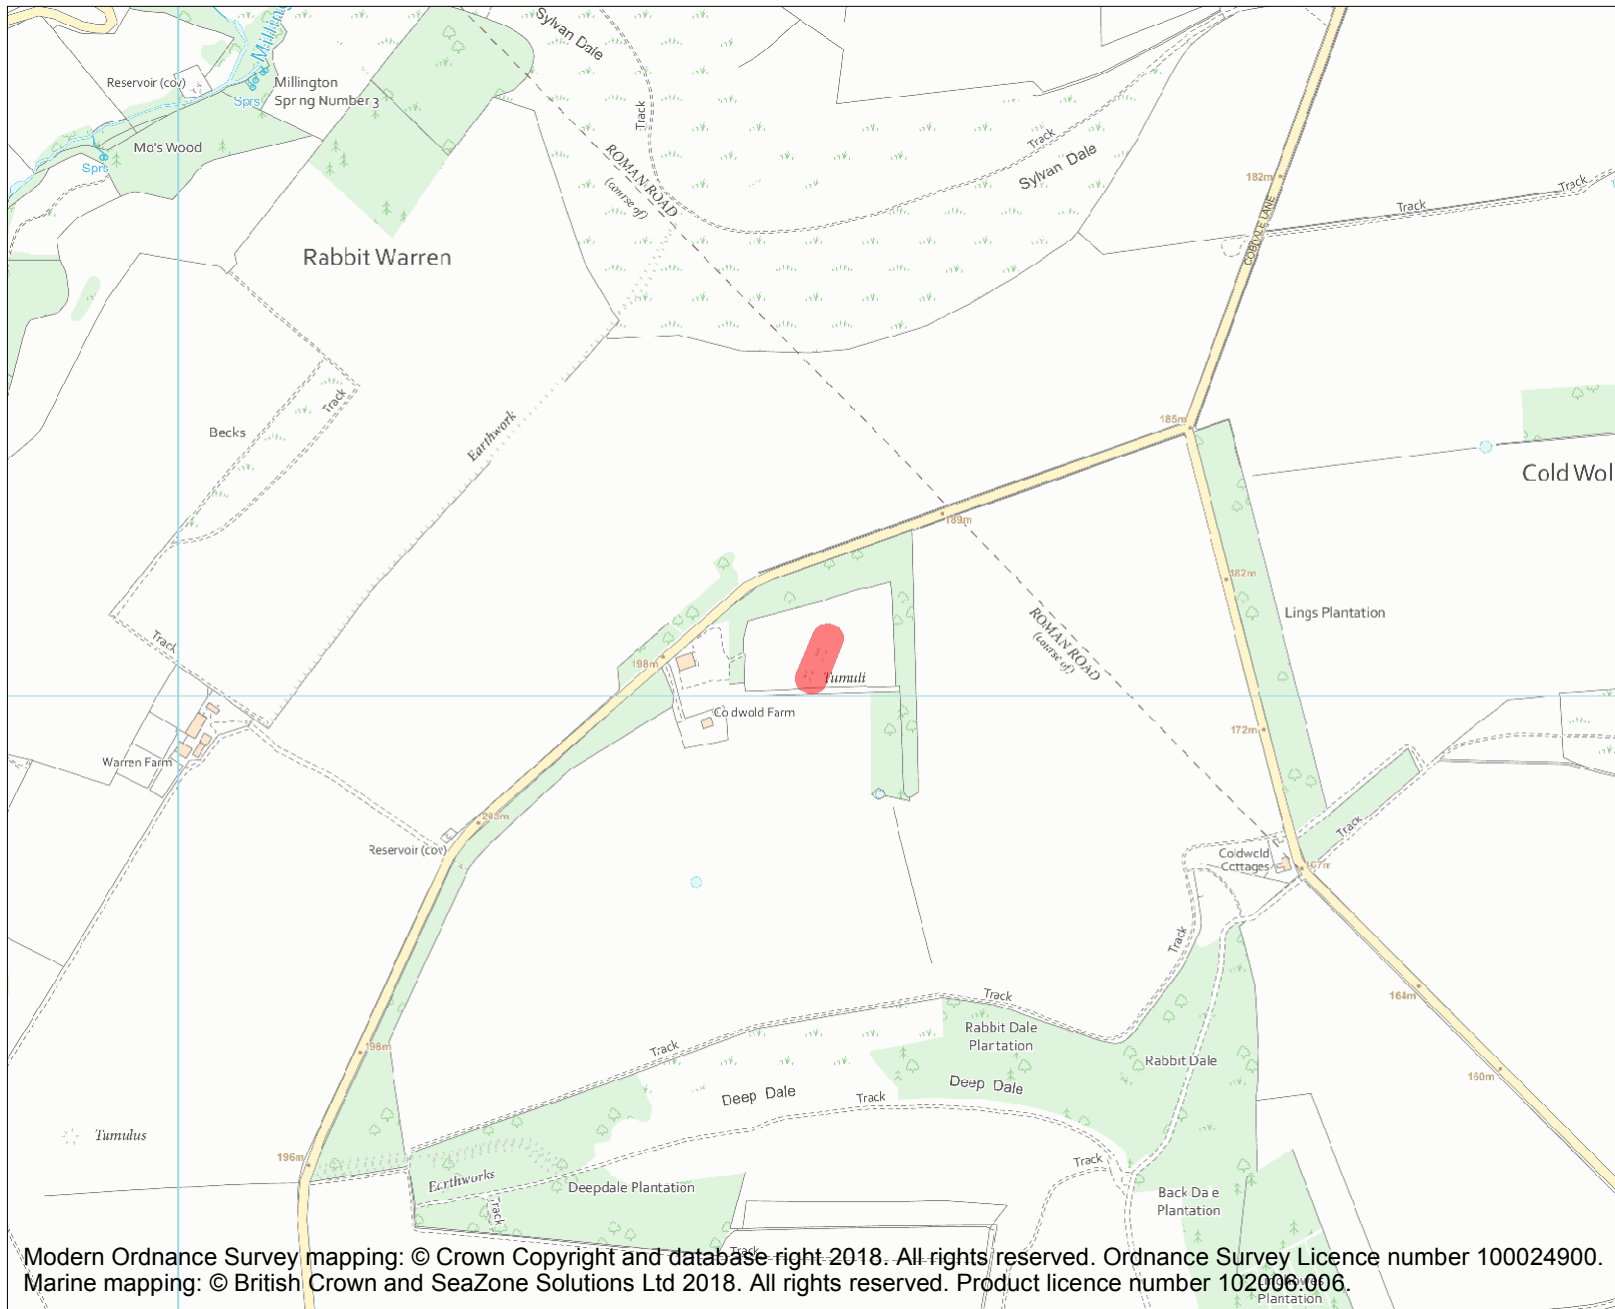 Sylvan Dale
Reservoir (cov)
Millington
Spring Number 3
Sprs
Mo's Wood
Sprs
Track
ROMAN ROAD
(course of)
Track
Sylvan Dale
182m
Track
Track
COBDALE LANE
Rabbit Warren
Track
Becks
Earthwork
185m
Cold Wol
189m
182m
Lings Plantation
ROMAN ROAD
(course of)
Track
198m
Tumuli
Coldwold Farm
172m
Warren Farm
203m
Reservoir (cov)
Track
Coldwold
Cottages
167m
Track
164m
Track
Rabbit Dale
Plantation
198m
Track
Rabbit Dale
Deep Dale
160m
Deep Dale
Track
Tumulus
196m
Track
Earthworks
Deepdale Plantation
Track
Back Dale
Plantation
Track
Modern Ordnance Survey mapping: © Crown Copyright and database right 2018. All rights reserved. Ordnance Survey Licence number 100024900.
Marine mapping: © British Crown and SeaZone Solutions Ltd 2018. All rights reserved. Product licence number 102006.006.
Plantation